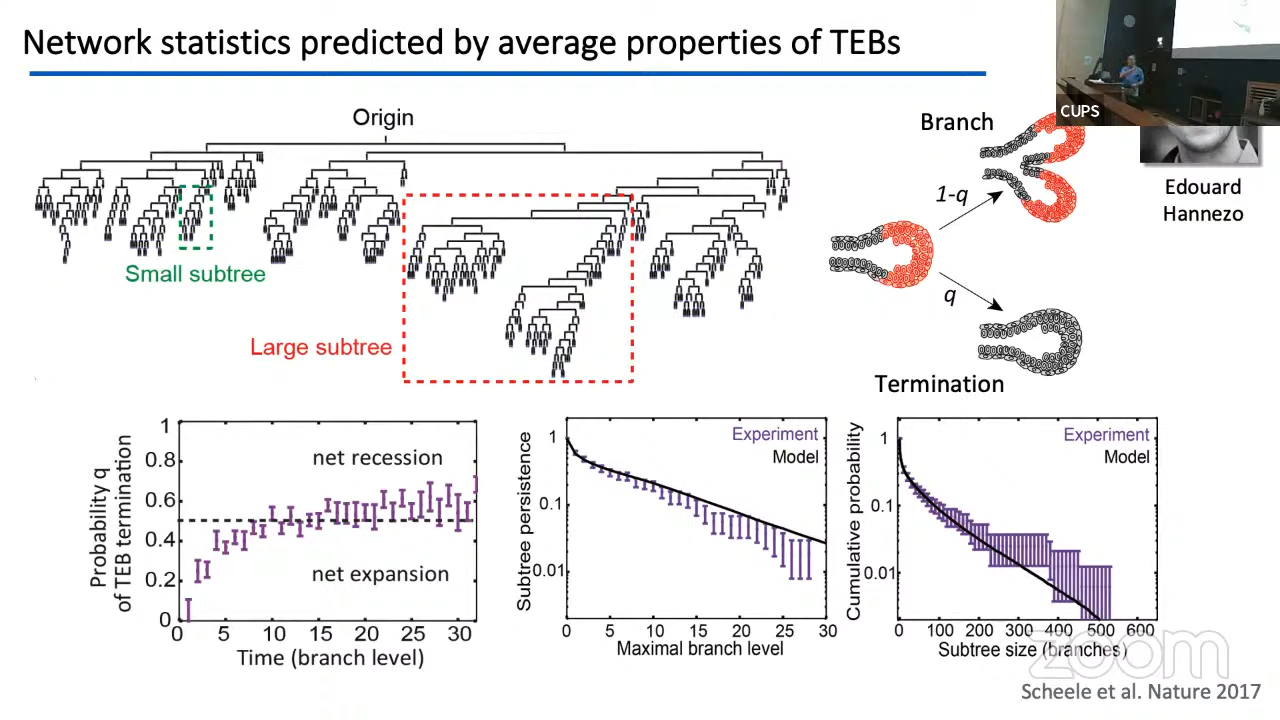 Network statistics predicted by average properties of TEBs
CUPS
Origin
Small subtree
Large subtree
Branch
1-q
q
Termination
Edouard
Hannezo
Probability q
of TEB termination
1
0.8
0.6
0.4
0.2
0
net recession
net expansion
0 5 10 15 20 25 30
Time (branch level)
Subtree persistence
1
0.1
0.01
Experiment
Model
0 5 10 15 20 25 30
Maximal branch level
Cumulative probability
1
0.1
0.01
Experiment
Model
0 100 200 300 400 500 600
Subtree size (branches)
zoom
Scheele et al. Nature 2017